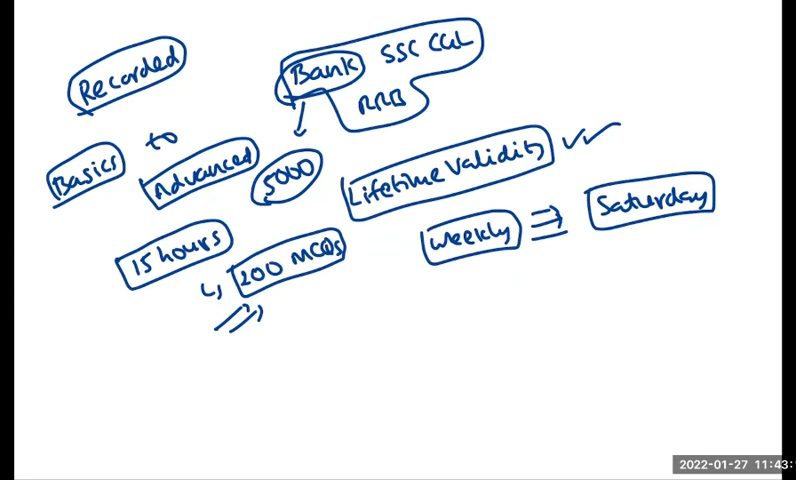 Recorded
Bank SSC CGL
RRB
Basics to Advanced
5000
Lifetime Validity
15 hours
200 MCQs
Weekly
Saturday
2022-01-27 11:43: